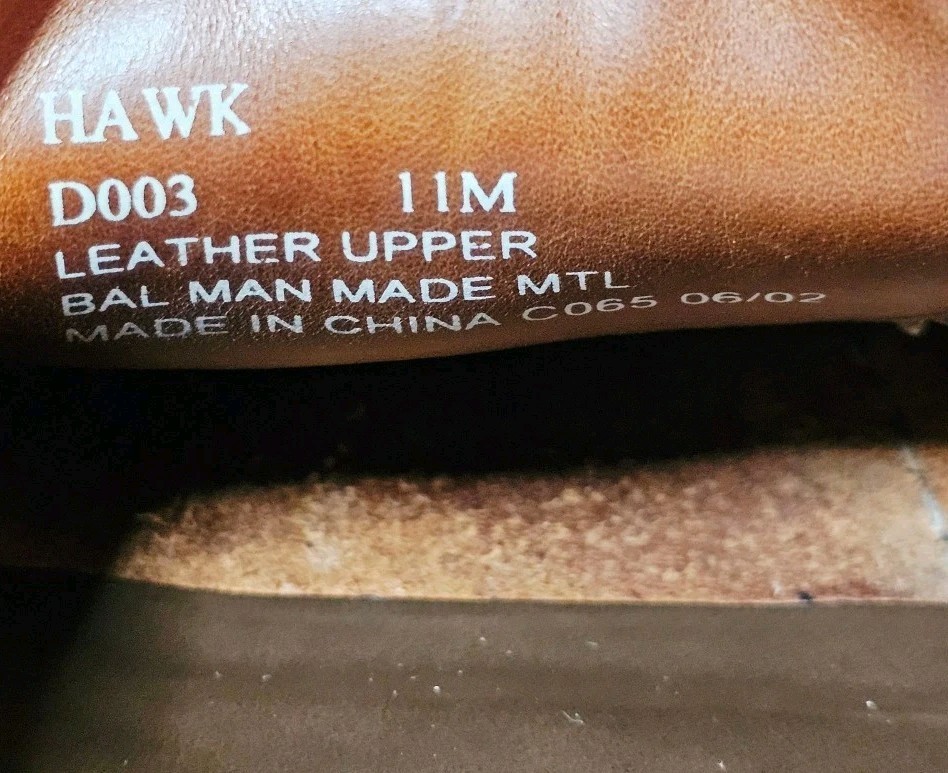 HAWK
D003 11M
LEATHER UPPER
BAL MAN MADE MTL
MADE IN CHINA C065 06/02